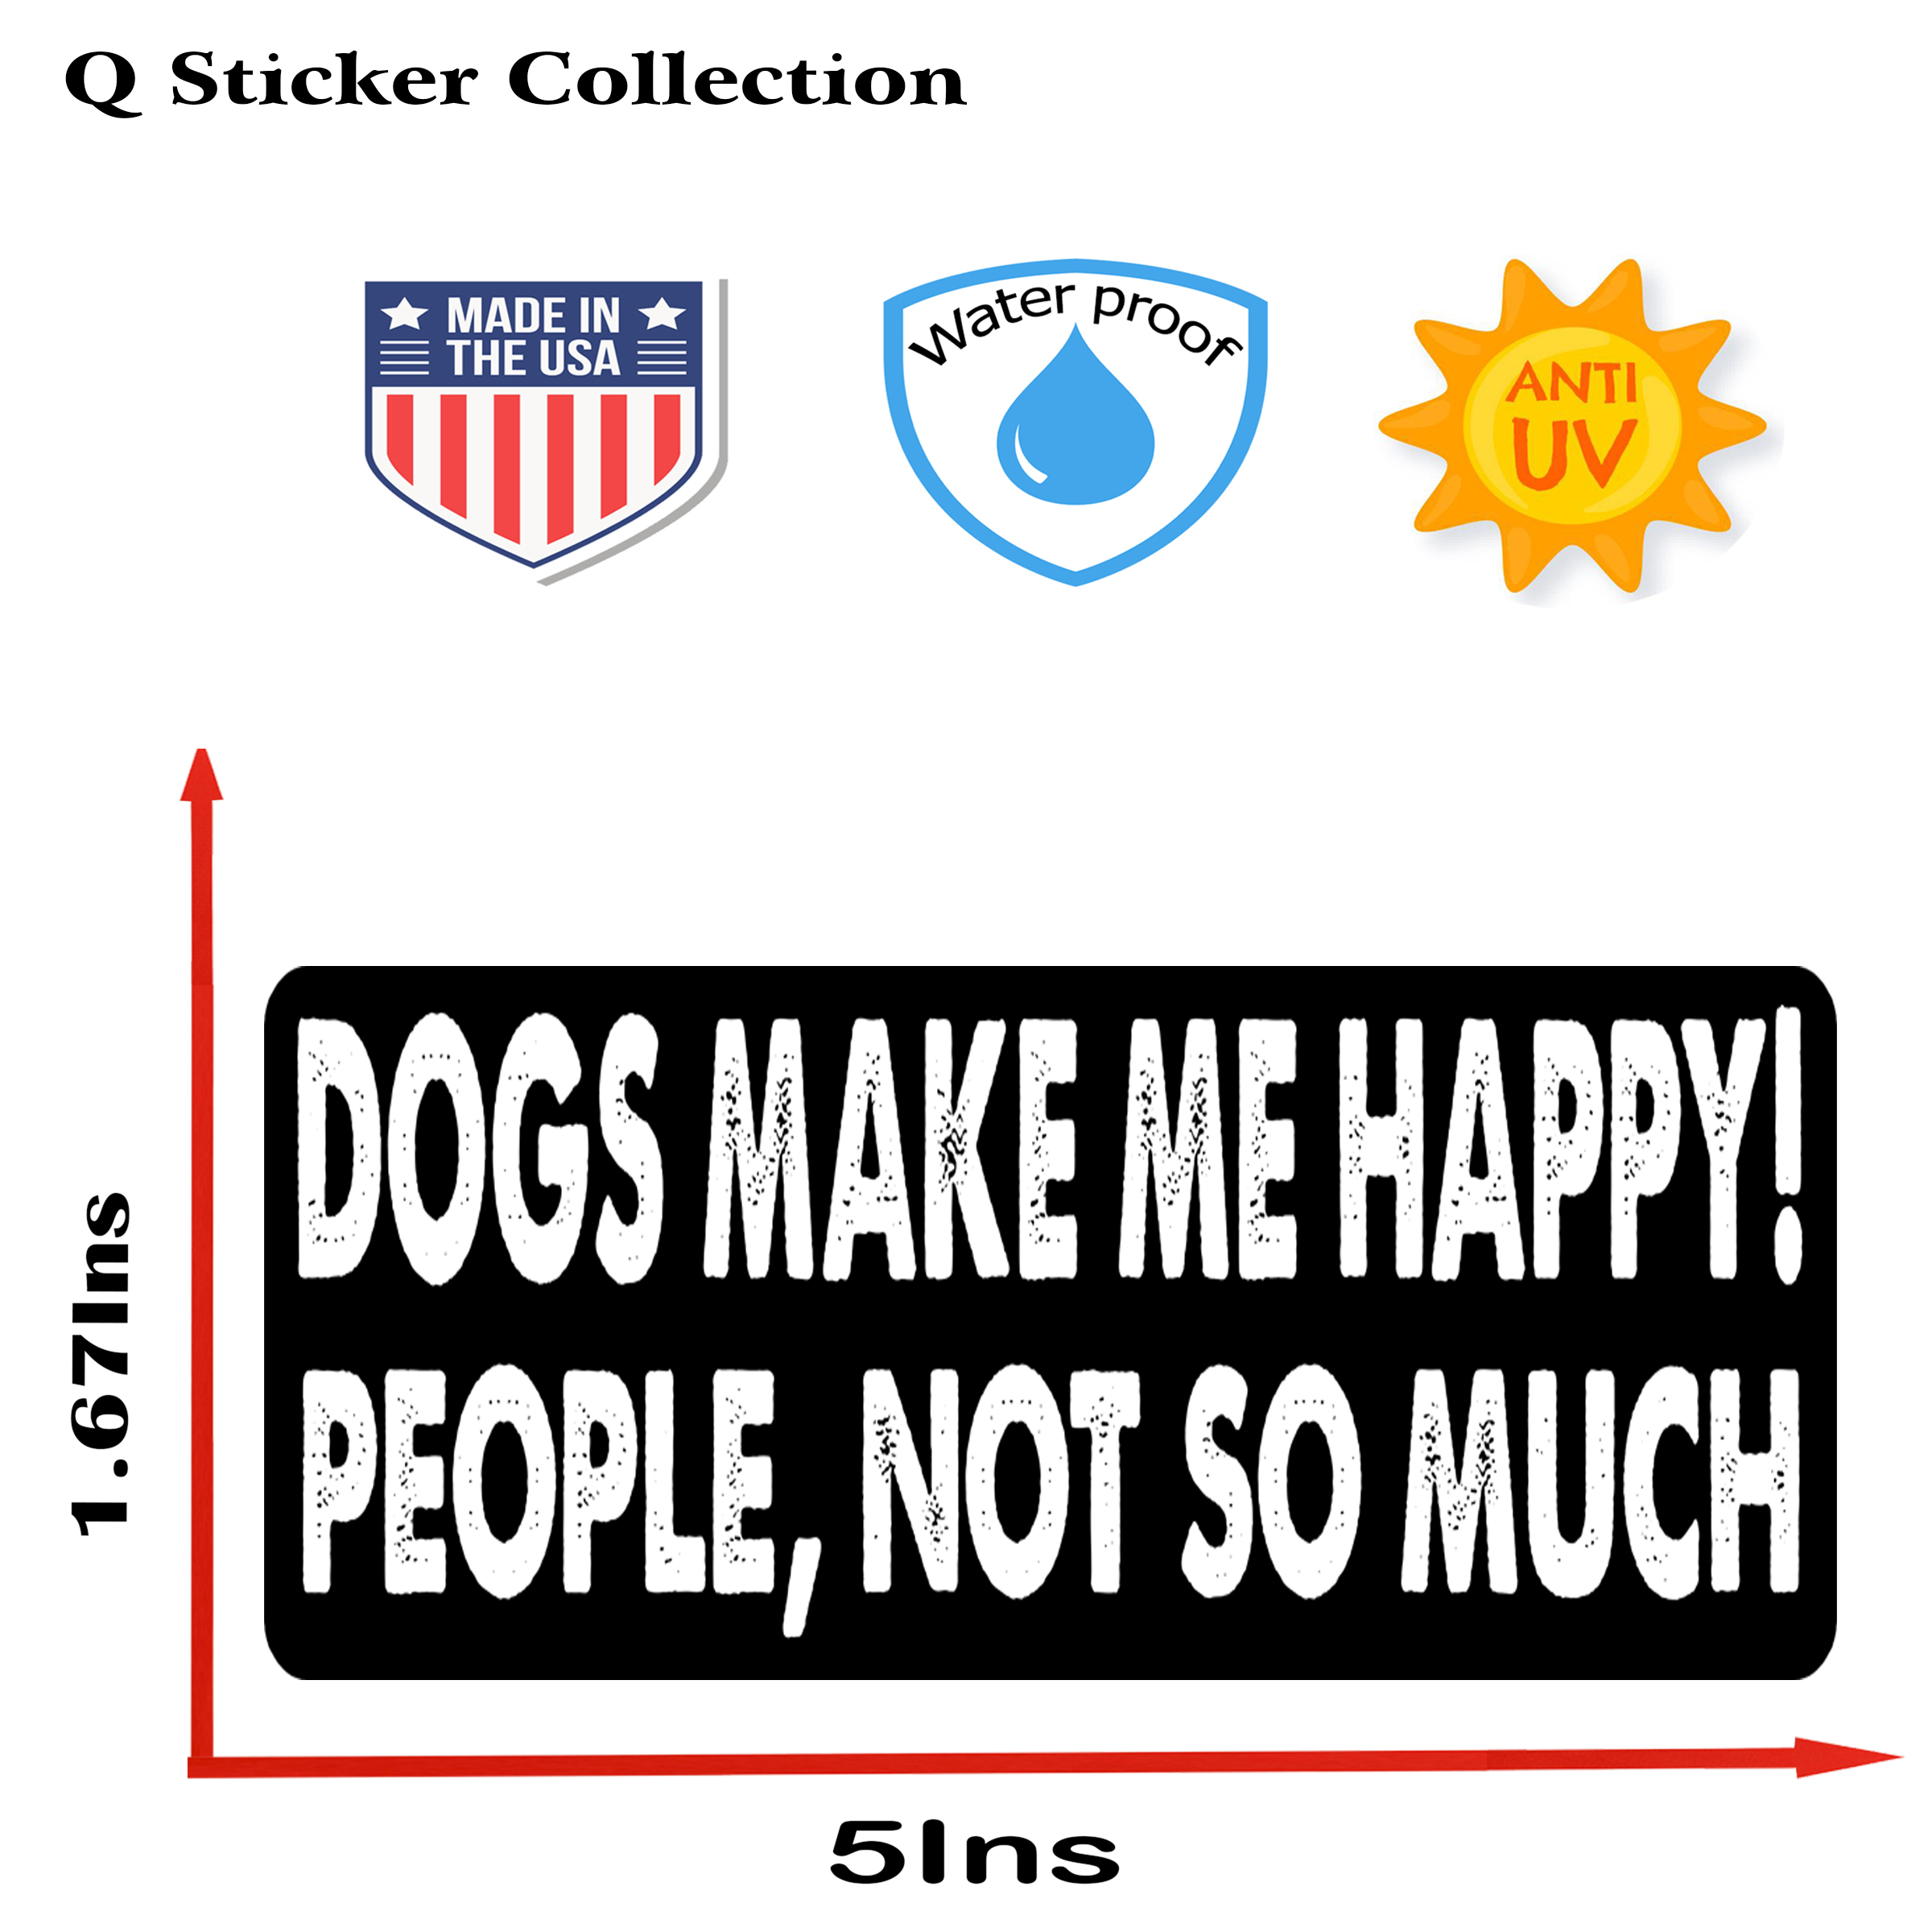 Q Sticker Collection
MADE IN
THE USA
Water proof
ANTI
UV
DOGS MAKE ME HAPPY!
PEOPLE, NOT SO MUCH
1.67Ins
5Ins